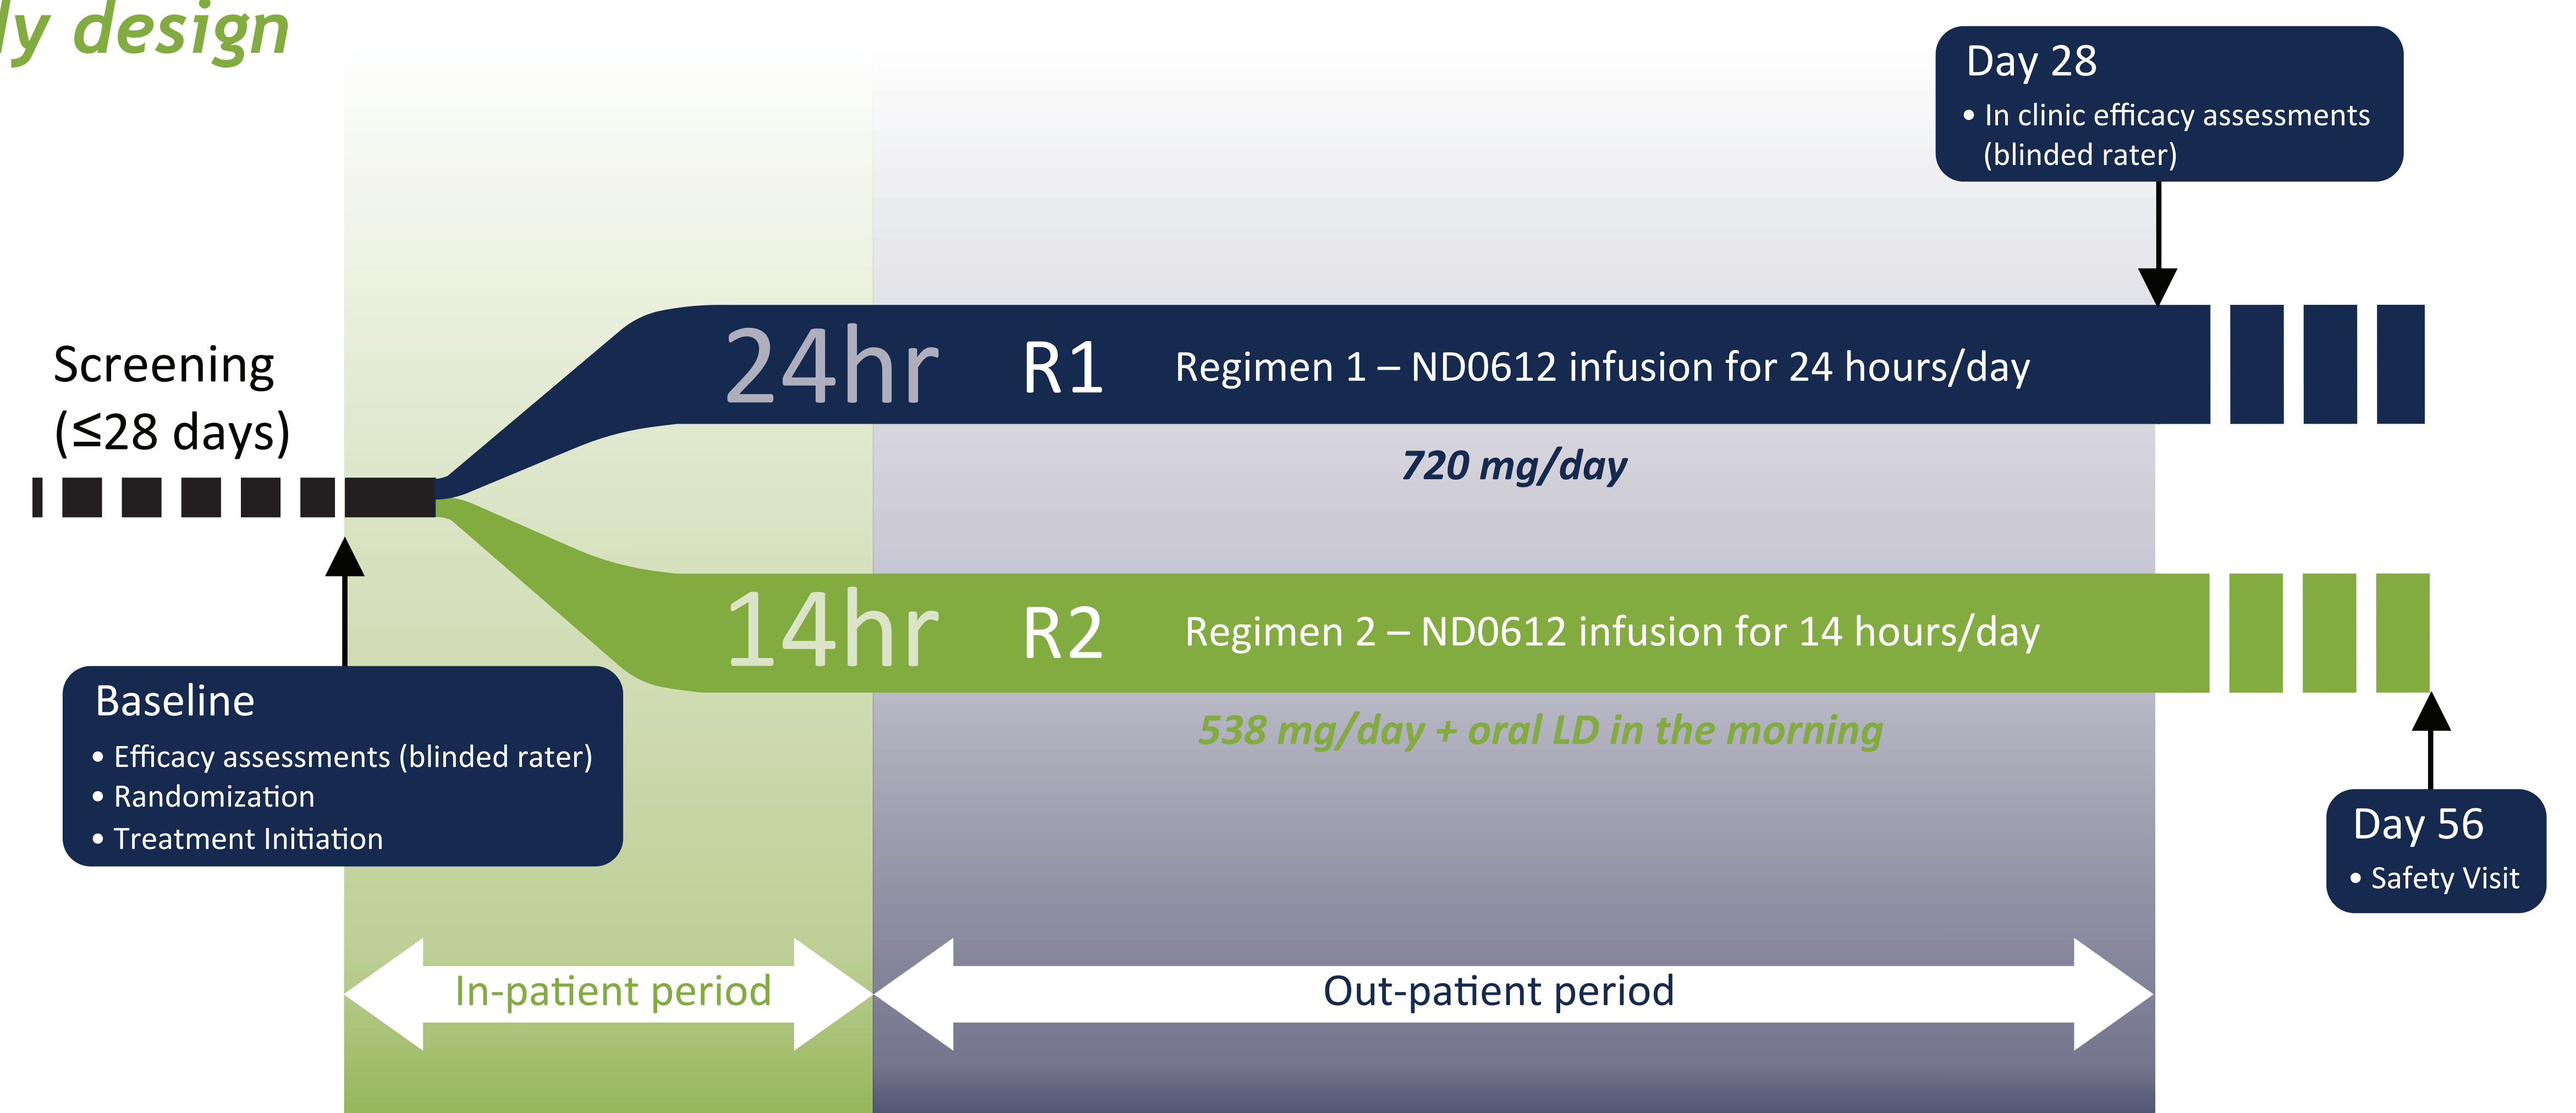 design
Day 28
• In clinic efficacy assessments
(blinded rater)
Screening
(≤28 days)
24hr R1 Regimen 1 – ND0612 infusion for 24 hours/day
720 mg/day
14hr R2 Regimen 2 – ND0612 infusion for 14 hours/day
538 mg/day + oral LD in the morning
Baseline
• Efficacy assessments (blinded rater)
• Randomization
• Treatment Initiation
Day 56
• Safety Visit
In-patient period
Out-patient period